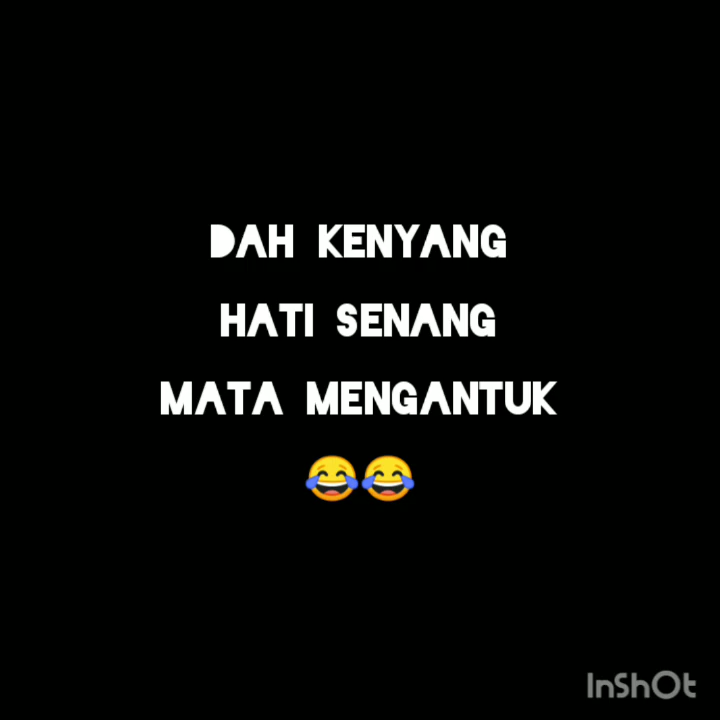 DAH KENYANG
HATI SENANG
MATA MENGANTUK
😂😂
InShOt